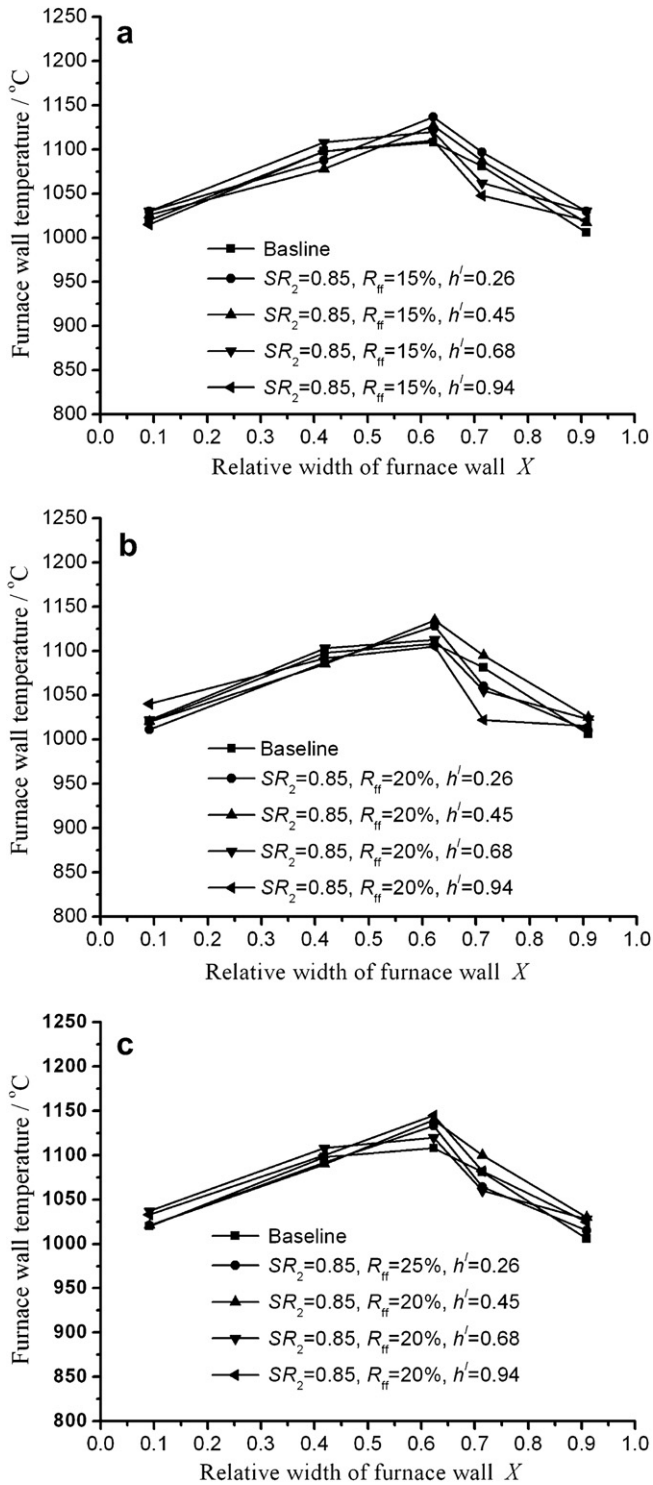 a
1250
1200
1150
1100
1050
1000
950
900
850
800
Furnace wall temperature / °C
Basline
SR₂=0.85, Rff=15%, h′=0.26
SR₂=0.85, Rff=15%, h′=0.45
SR₂=0.85, Rff=15%, h′=0.68
SR₂=0.85, Rff=15%, h′=0.94
0.0 0.1 0.2 0.3 0.4 0.5 0.6 0.7 0.8 0.9 1.0
Relative width of furnace wall X
b
1250
1200
1150
1100
1050
1000
950
900
850
800
Furnace wall temperature / °C
Baseline
SR₂=0.85, Rff=20%, h′=0.26
SR₂=0.85, Rff=20%, h′=0.45
SR₂=0.85, Rff=20%, h′=0.68
SR₂=0.85, Rff=20%, h′=0.94
0.0 0.1 0.2 0.3 0.4 0.5 0.6 0.7 0.8 0.9 1.0
Relative width of furnace wall X
c
1250
1200
1150
1100
1050
1000
950
900
850
800
Furnace wall temperature / °C
Baseline
SR₂=0.85, Rff=25%, h′=0.26
SR₂=0.85, Rff=20%, h′=0.45
SR₂=0.85, Rff=20%, h′=0.68
SR₂=0.85, Rff=20%, h′=0.94
0.0 0.1 0.2 0.3 0.4 0.5 0.6 0.7 0.8 0.9 1.0
Relative width of furnace wall X